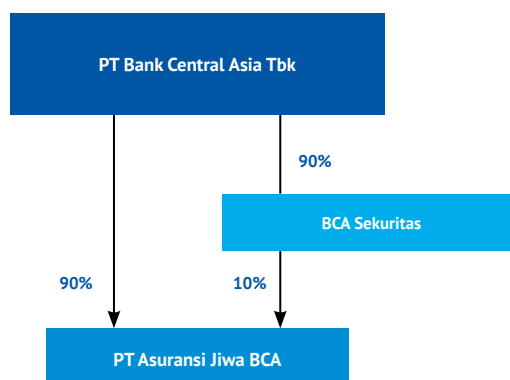 PT Bank Central Asia Tbk
90%
BCA Sekuritas
90%
10%
PT Asuransi Jiwa BCA